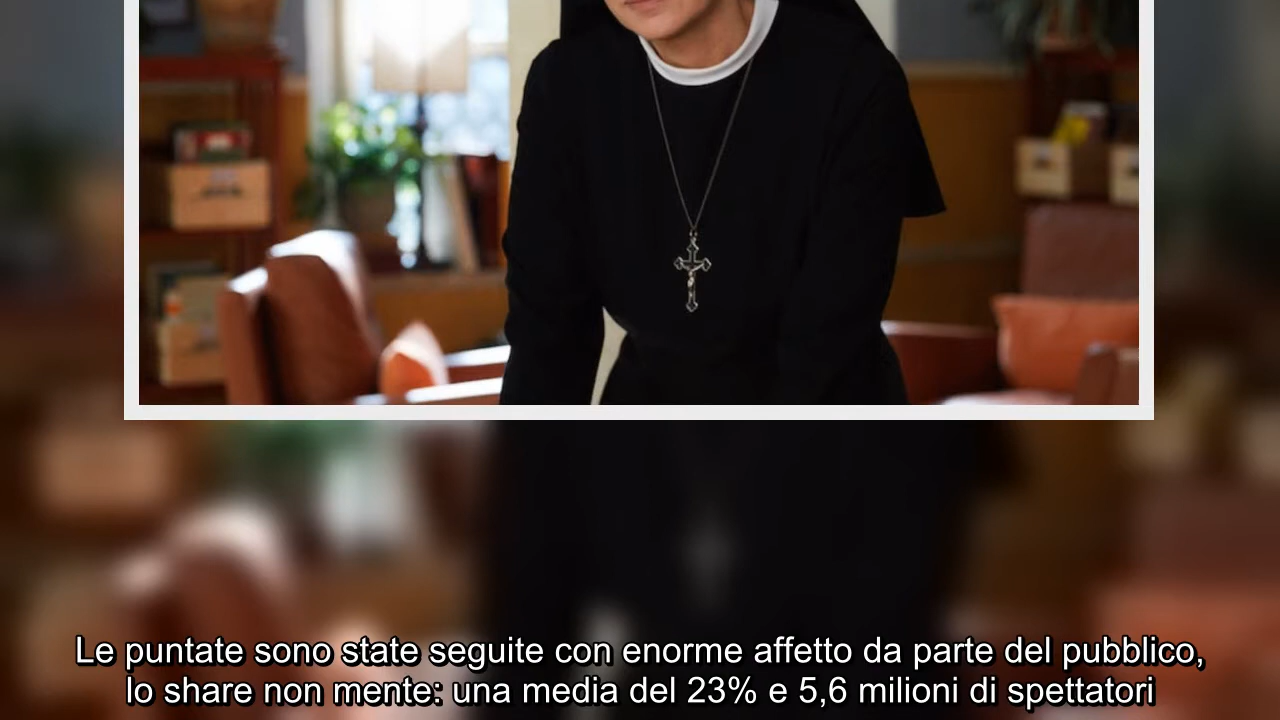 Le puntate sono state seguite con enorme affetto da parte del pubblico,
lo share non mente: una media del 23% e 5,6 milioni di spettatori